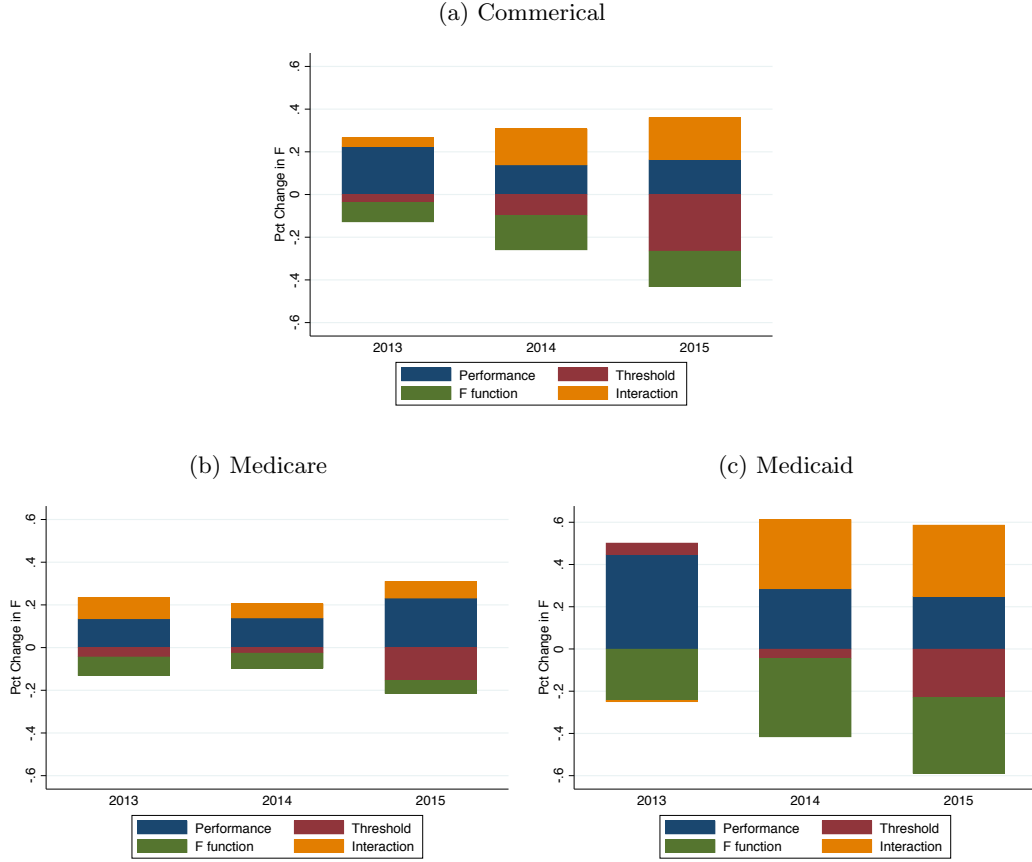 (a) Commerical
Pct Change in F
.6
.4
.2
0
-.2
-.4
-.6
2013 2014 2015
Performance Threshold
F function Interaction
(b) Medicare
Pct Change in F
.6
.4
.2
0
-.2
-.4
-.6
2013 2014 2015
Performance Threshold
F function Interaction
(c) Medicaid
Pct Change in F
.6
.4
.2
0
-.2
-.4
-.6
2013 2014 2015
Performance Threshold
F function Interaction